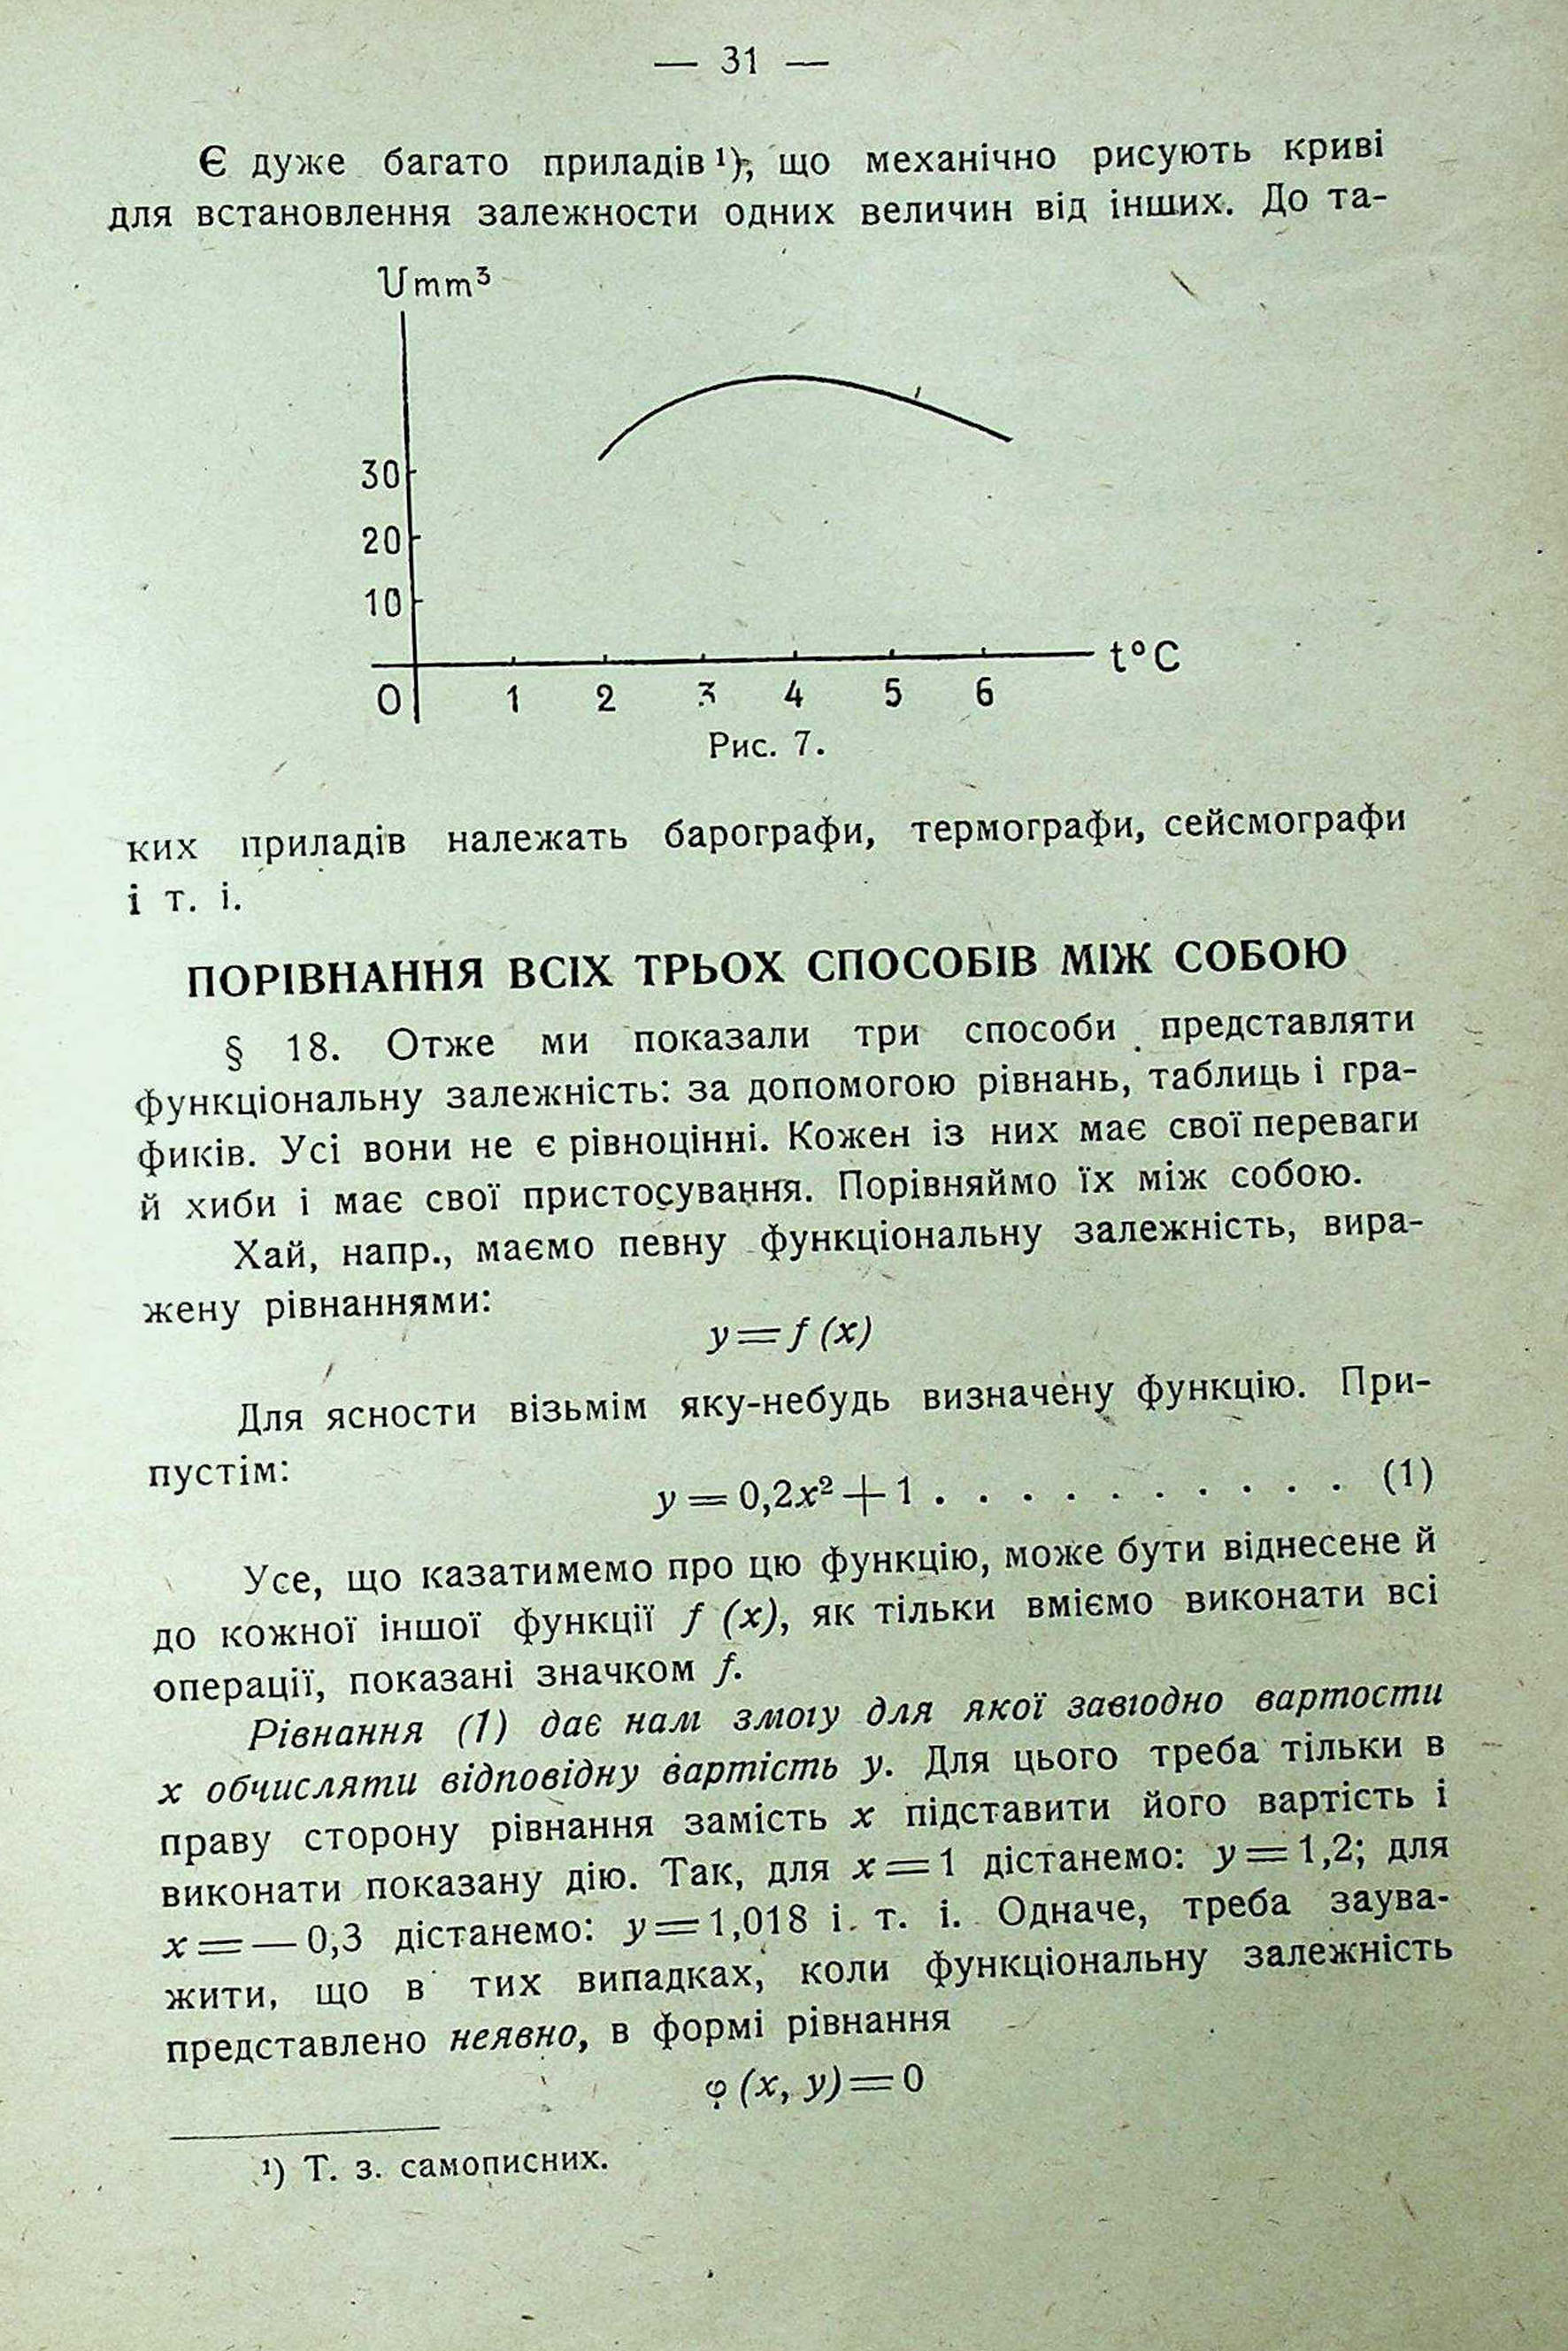 — 31 —
Є дуже багато приладів ¹), що механічно рисують криві
для встановлення залежности одних величин від інших. До та-
Umm³
30
20
10
t°C
0 1 2 3 4 5 6
Рис. 7.
ких приладів належать барографи, термографи, сейсмографи
і т. і.
ПОРІВНАННЯ ВСІХ ТРЬОХ СПОСОБІВ МІЖ СОБОЮ
§ 18. Отже ми показали три способи представляти
функціональну залежність: за допомогою рівнань, таблиць і гра-
фиків. Усі вони не є рівноцінні. Кожен із них має свої переваги
й хиби і має свої пристосування. Порівняймо їх між собою.
Хай, напр., маємо певну функціональну залежність, вира-
жену рівнаннями:
y = f (x)
Для ясности візьмім яку-небудь визначену функцію. При-
пустім:
y = 0,2x² + 1 . . . . . . . . . . (1)
Усе, що казатимемо про цю функцію, може бути віднесене й
до кожної іншої функції f (x), як тільки вміємо виконати всі
операції, показані значком f.
Рівнання (1) дає нам змогу для якої завгодно вартости
x обчисляти відповідну вартість y. Для цього треба тільки в
праву сторону рівнання замість x підставити його вартість і
виконати показану дію. Так, для x = 1 дістанемо: y = 1,2; для
x = — 0,3 дістанемо: y = 1,018 і. т. і. Одначе, треба заува-
жити, що в тих випадках, коли функціональну залежність
представлено неявно, в формі рівнання
φ (x, y) = 0
¹) Т. з. самописних.